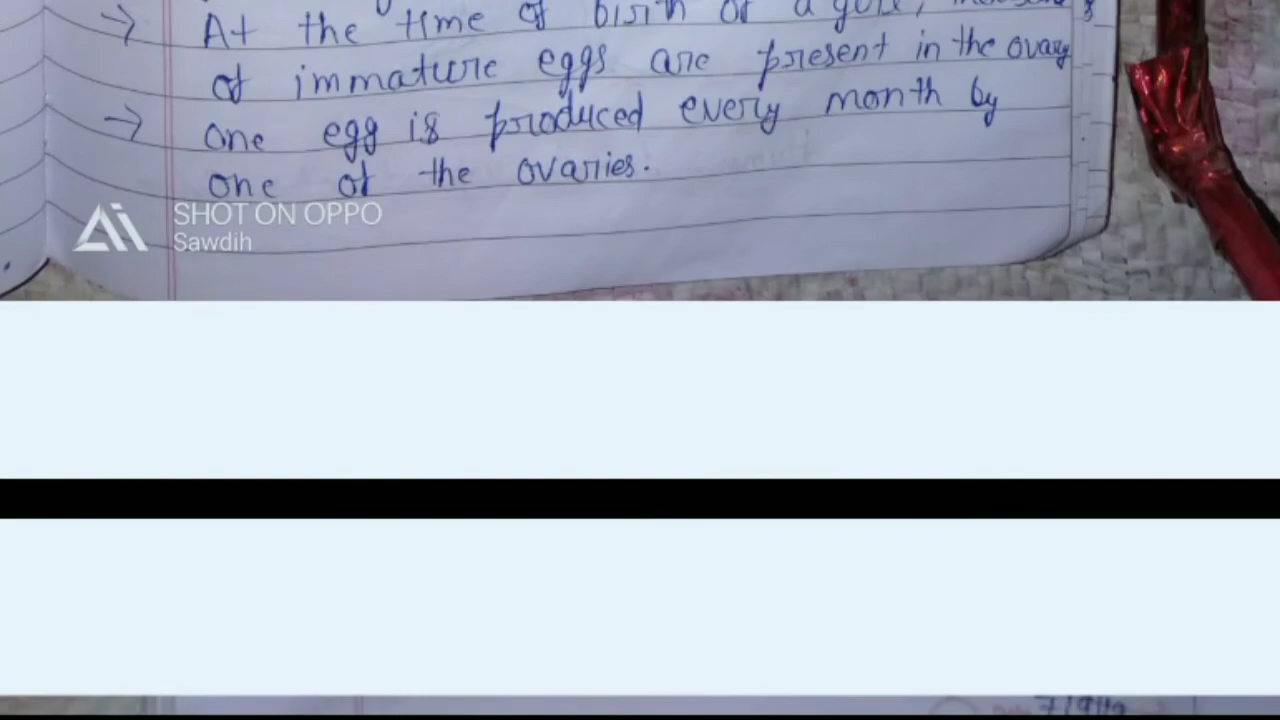 → At the time of birth of a girl,
of immature eggs are present in the ovary
→ One egg is produced every month by
one of the ovaries.
SHOT ON OPPO
Sawdih